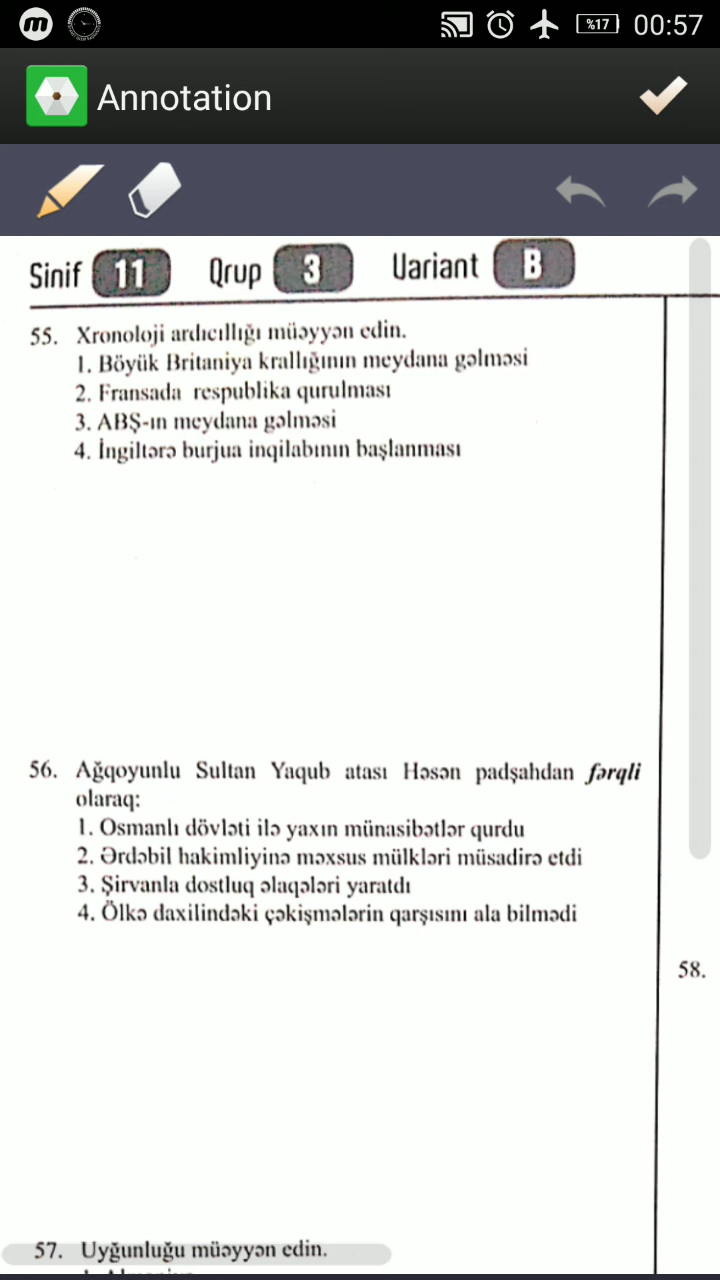 m
%17
00:57
Annotation
Sinif 11 Qrup 3 Variant B
55. Xronoloji ardıcıllığı müəyyən edin.
1. Böyük Britaniya krallığının meydana gəlməsi
2. Fransada respublika qurulması
3. ABŞ-ın meydana gəlməsi
4. İngiltərə burjua inqilabının başlanması
56. Ağqoyunlu Sultan Yaqub atası Həsən padşahdan fərqli
olaraq:
1. Osmanlı dövləti ilə yaxın münasibətlər qurdu
2. Ərdəbil hakimliyinə məxsus mülkləri müsadirə etdi
3. Şirvanla dostluq əlaqələri yaratdı
4. Ölkə daxilindəki çəkişmələrin qarşısını ala bilmədi
58.
57. Uyğunluğu müəyyən edin.